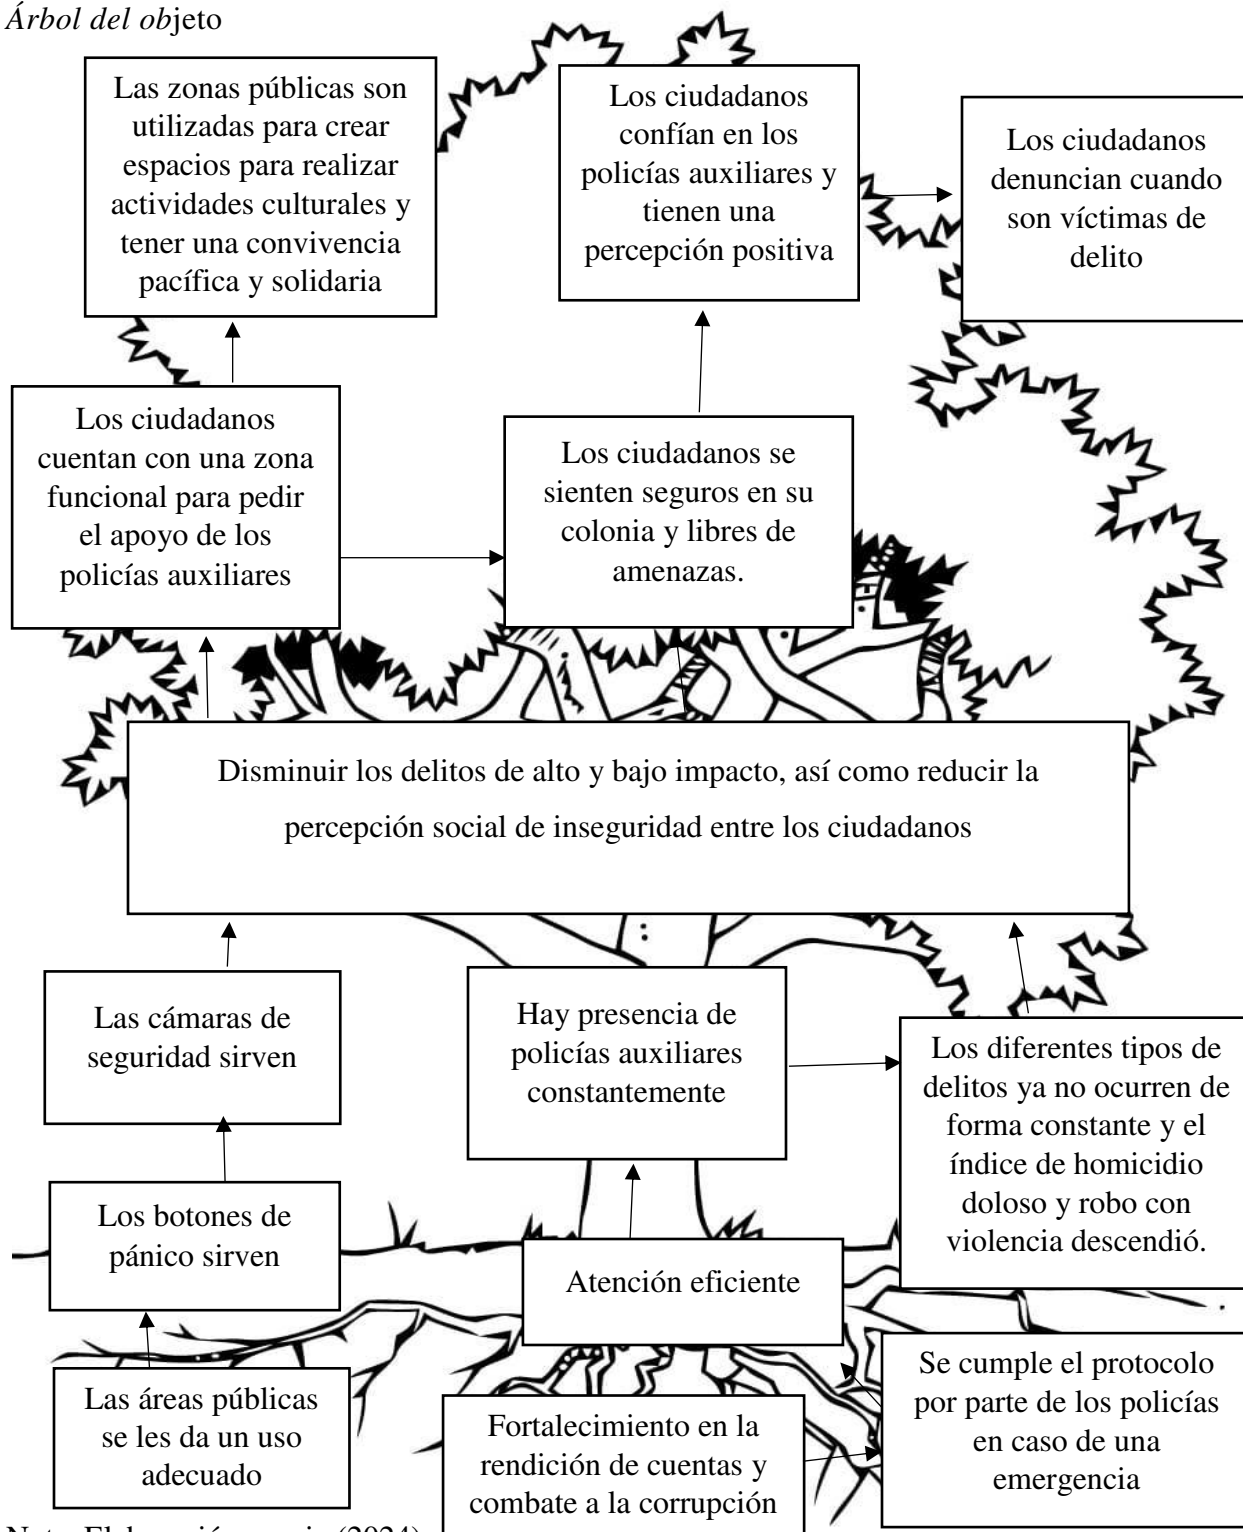 Árbol del objeto
Las zonas públicas son
utilizadas para crear
espacios para realizar
actividades culturales y
tener una convivencia
pacífica y solidaria
Los ciudadanos
confían en los
policías auxiliares y
tienen una
percepción positiva
Los ciudadanos
denuncian cuando
son víctimas de
delito
Los ciudadanos
cuentan con una zona
funcional para pedir
el apoyo de los
policías auxiliares
Los ciudadanos se
sienten seguros en su
colonia y libres de
amenazas.
Disminuir los delitos de alto y bajo impacto, así como reducir la
percepción social de inseguridad entre los ciudadanos
Las cámaras de
seguridad sirven
Hay presencia de
policías auxiliares
constantemente
Los diferentes tipos de
delitos ya no ocurren de
forma constante y el
índice de homicidio
doloso y robo con
violencia descendió.
Los botones de
pánico sirven
Atención eficiente
Las áreas públicas
se les da un uso
adecuado
Fortalecimiento en la
rendición de cuentas y
combate a la corrupción
Se cumple el protocolo
por parte de los policías
en caso de una
emergencia
Nota. Elaboración propia (2024)